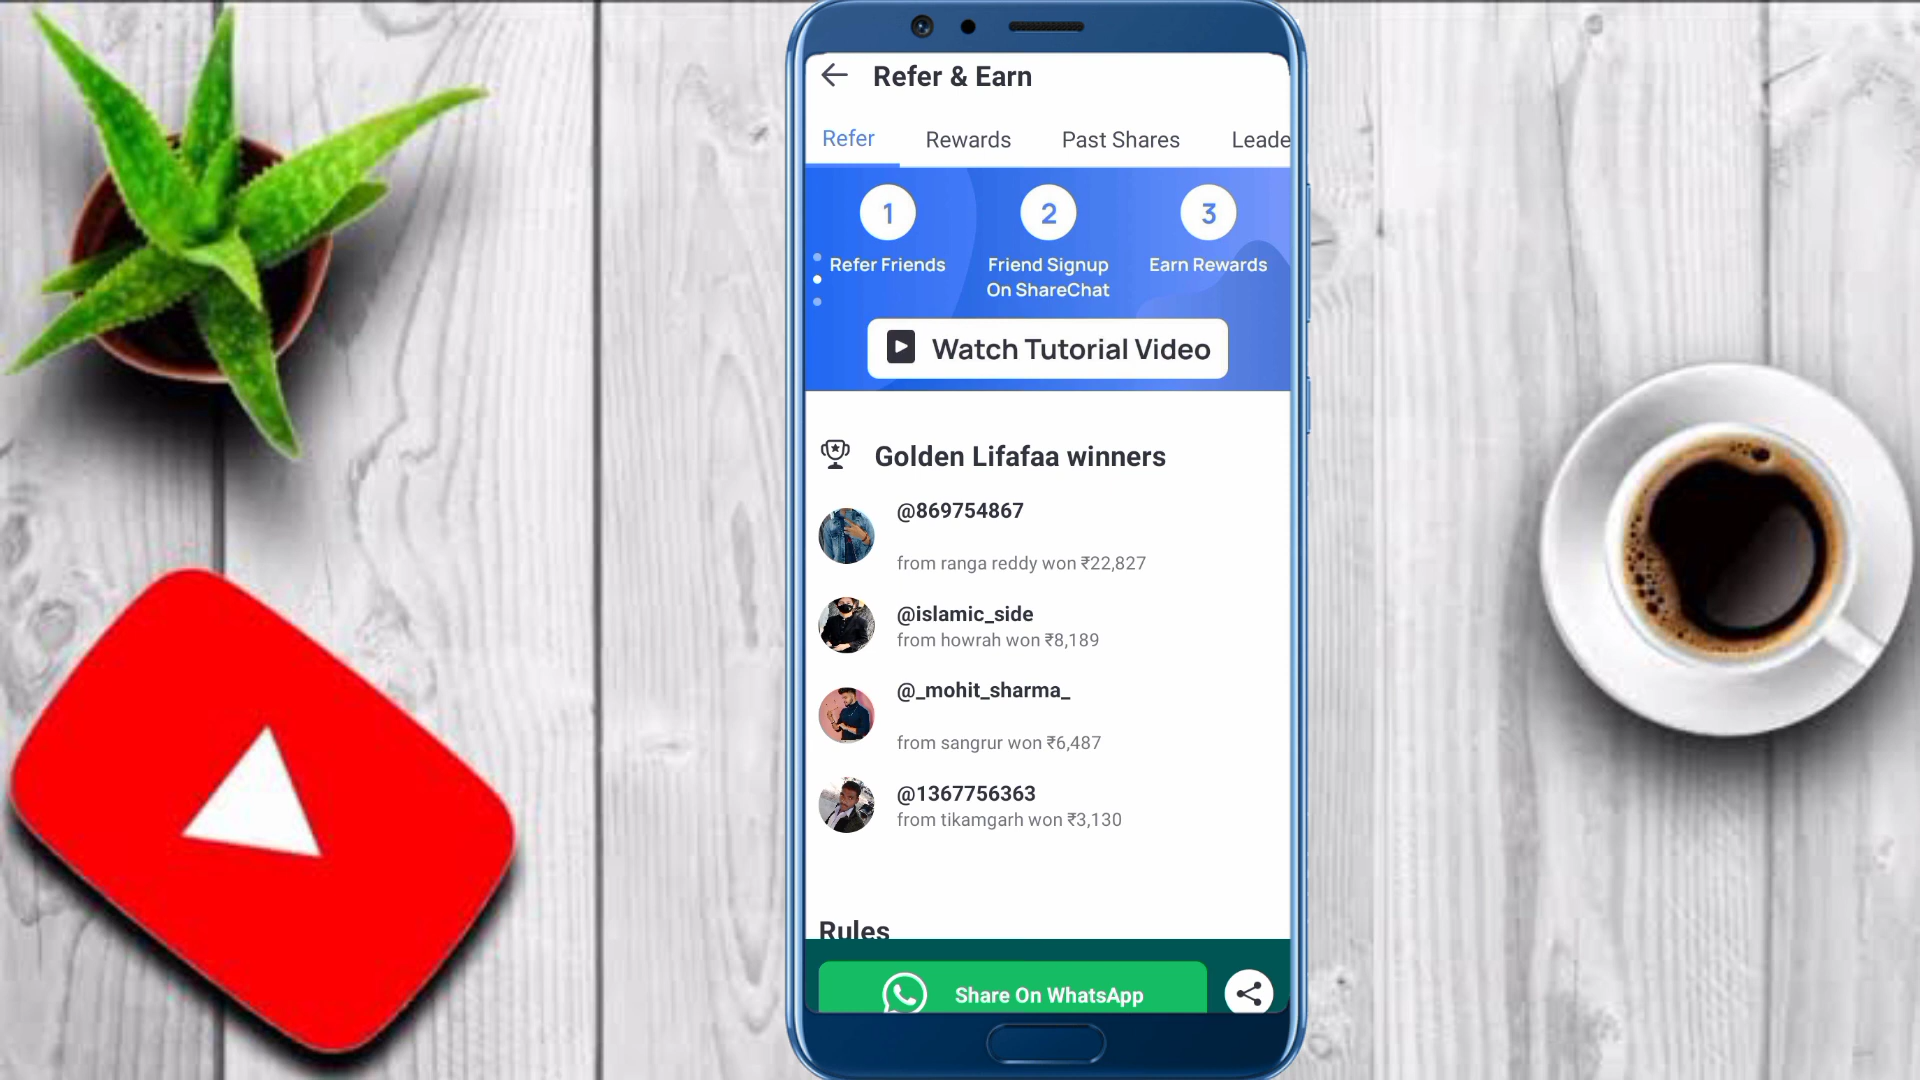 Refer & Earn
Refer Rewards Past Shares Leade
1 2 3
Refer Friends Friend Signup Earn Rewards
On ShareChat
Watch Tutorial Video
Golden Lifafaa winners
@869754867
from ranga reddy won ₹22,827
@islamic_side
from howrah won ₹8,189
@_mohit_sharma_
from sangrur won ₹6,487
@1367756363
from tikamgarh won ₹3,130
Rules
Share On WhatsApp